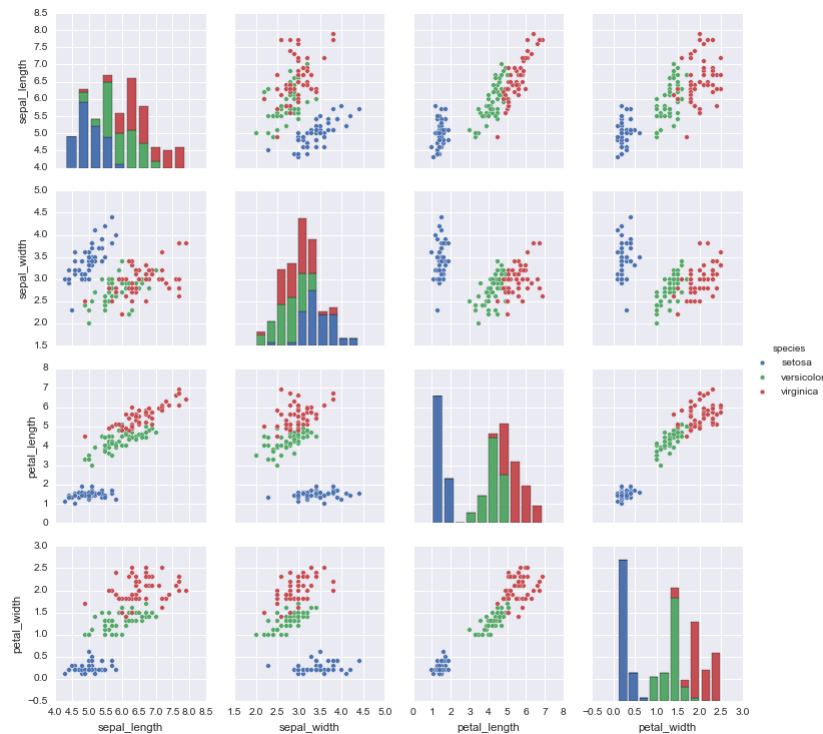 8.5
8.0
7.5
7.0
6.5
6.0
5.5
5.0
4.5
4.0
sepal_length
5.0
4.5
4.0
3.5
3.0
2.5
2.0
1.5
sepal_width
species
setosa
versicolor
virginica
8
7
6
5
4
3
2
1
0
petal_length
3.0
2.5
2.0
1.5
1.0
0.5
0.0
−0.5
petal_width
4.0 4.5 5.0 5.5 6.0 6.5 7.0 7.5 8.0 8.5
sepal_length
1.5 2.0 2.5 3.0 3.5 4.0 4.5 5.0
sepal_width
0 1 2 3 4 5 6 7 8
petal_length
−0.5 0.0 0.5 1.0 1.5 2.0 2.5 3.0
petal_width